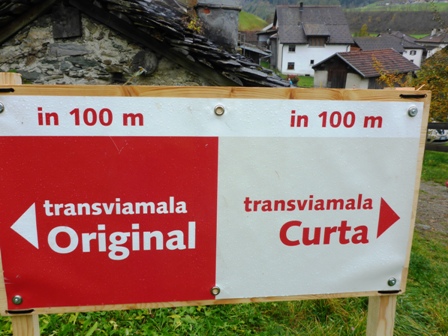 in 100 m
in 100 m
transviamala
Original
transviamala
Curta